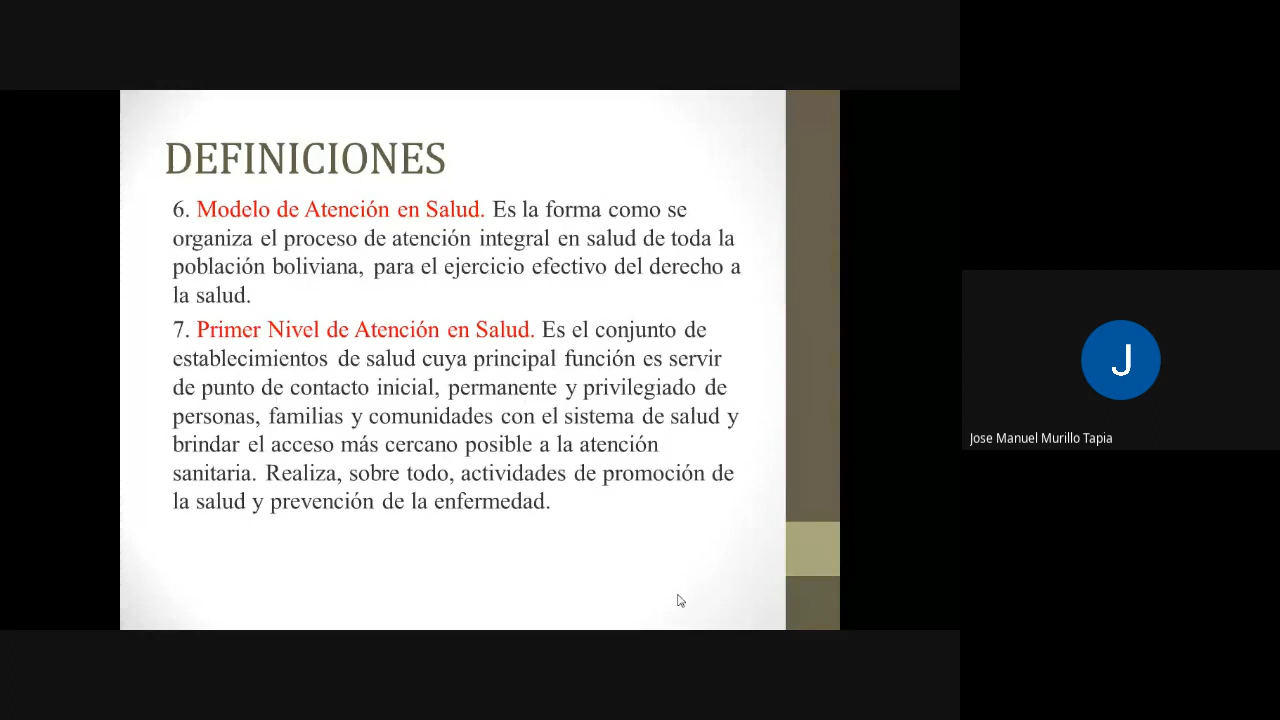 DEFINICIONES
6. Modelo de Atención en Salud. Es la forma como se
organiza el proceso de atención integral en salud de toda la
población boliviana, para el ejercicio efectivo del derecho a
la salud.
7. Primer Nivel de Atención en Salud. Es el conjunto de
establecimientos de salud cuya principal función es servir
de punto de contacto inicial, permanente y privilegiado de
personas, familias y comunidades con el sistema de salud y
brindar el acceso más cercano posible a la atención
sanitaria. Realiza, sobre todo, actividades de promoción de
la salud y prevención de la enfermedad.
J
Jose Manuel Murillo Tapia